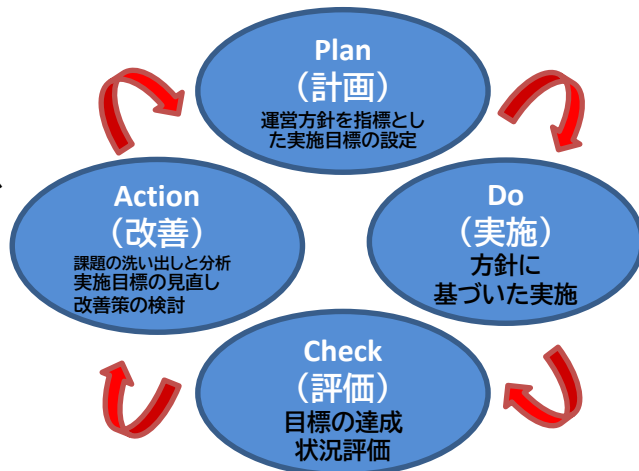 Plan
（計画）
運営方針を指標とし
た実施目標の設定
Do
（実施）
方針に
基づいた実施
Check
（評価）
目標の達成
状況評価
Action
（改善）
課題の洗い出しと分析
実施目標の見直し
改善策の検討